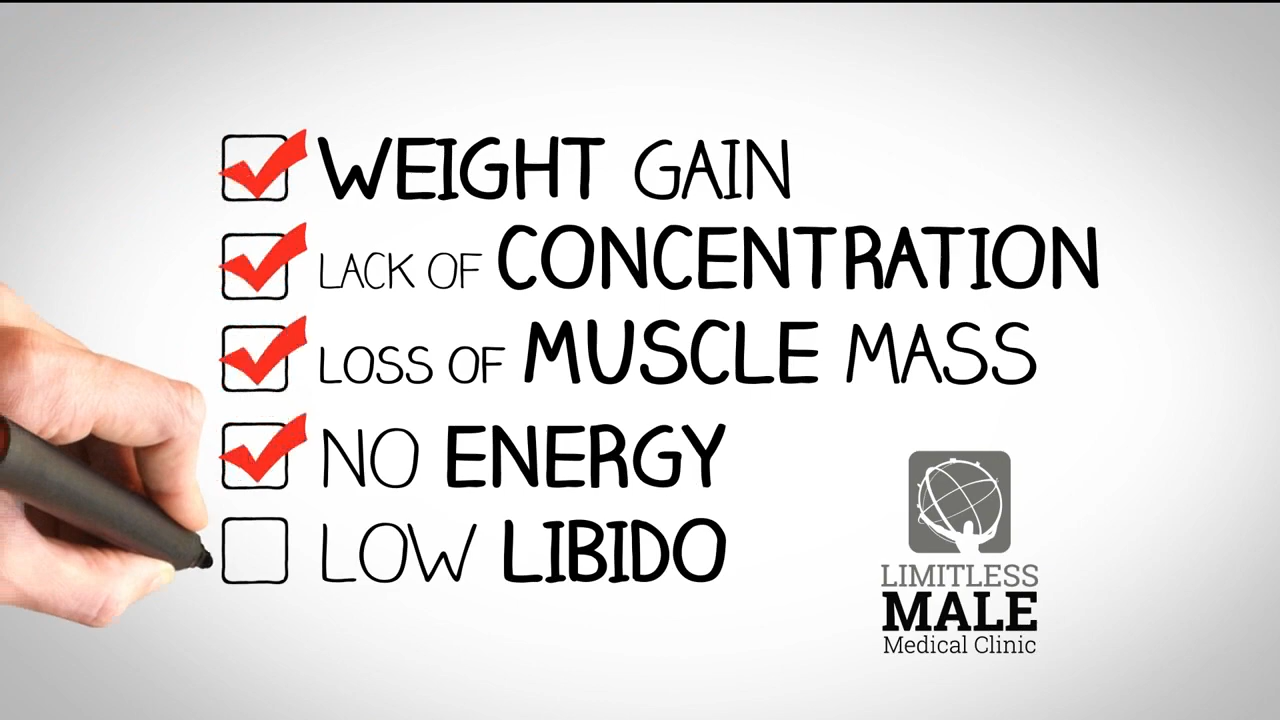 WEIGHT GAIN
LACK OF CONCENTRATION
LOSS OF MUSCLE MASS
NO ENERGY
LOW LIBIDO
LIMITLESS
MALE
Medical Clinic